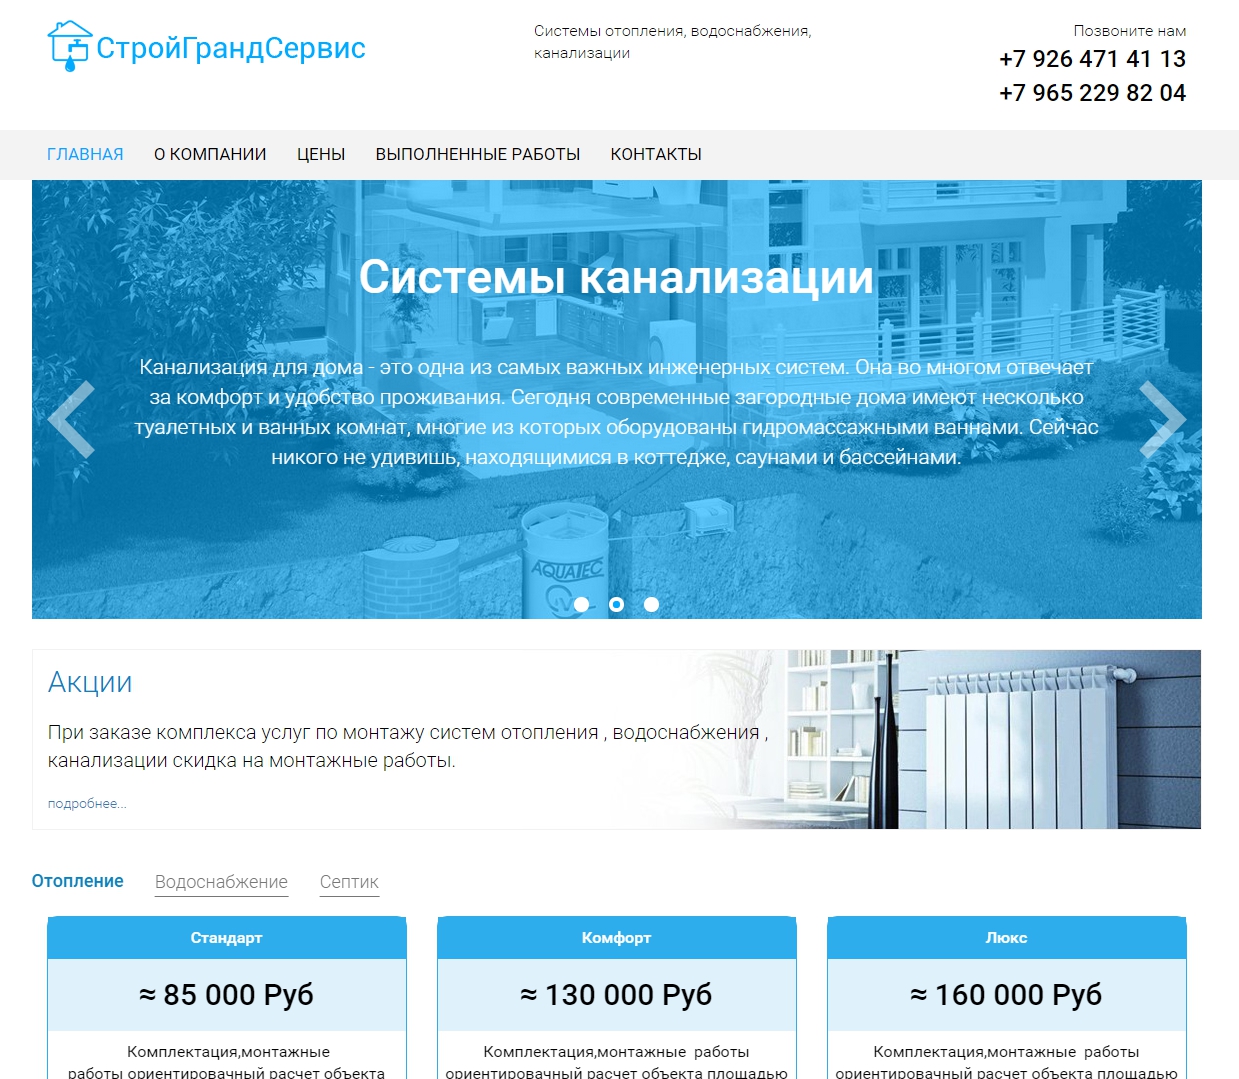 СтройГрандСервис
Системы отопления, водоснабжения,
канализации
Позвоните нам
+7 926 471 41 13
+7 965 229 82 04
ГЛАВНАЯ О КОМПАНИИ ЦЕНЫ ВЫПОЛНЕННЫЕ РАБОТЫ КОНТАКТЫ
Системы канализации
Канализация для дома - это одна из самых важных инженерных систем. Она во многом отвечает
за комфорт и удобство проживания. Сегодня современные загородные дома имеют несколько
туалетных и ванных комнат, многие из которых оборудованы гидромассажными ваннами. Сейчас
никого не удивишь, находящимися в коттедже, саунами и бассейнами.
AQUATEC
Акции
При заказе комплекса услуг по монтажу систем отопления , водоснабжения ,
канализации скидка на монтажные работы.
подробнее...
Отопление Водоснабжение Септик
Стандарт
≈ 85 000 Руб
Комплектация,монтажные
работы ориентировачный расчет объекта
Комфорт
≈ 130 000 Руб
Комплектация,монтажные работы
ориентировачный расчет объекта площадью
Люкс
≈ 160 000 Руб
Комплектация,монтажные работы
ориентировачный расчет объекта площадью